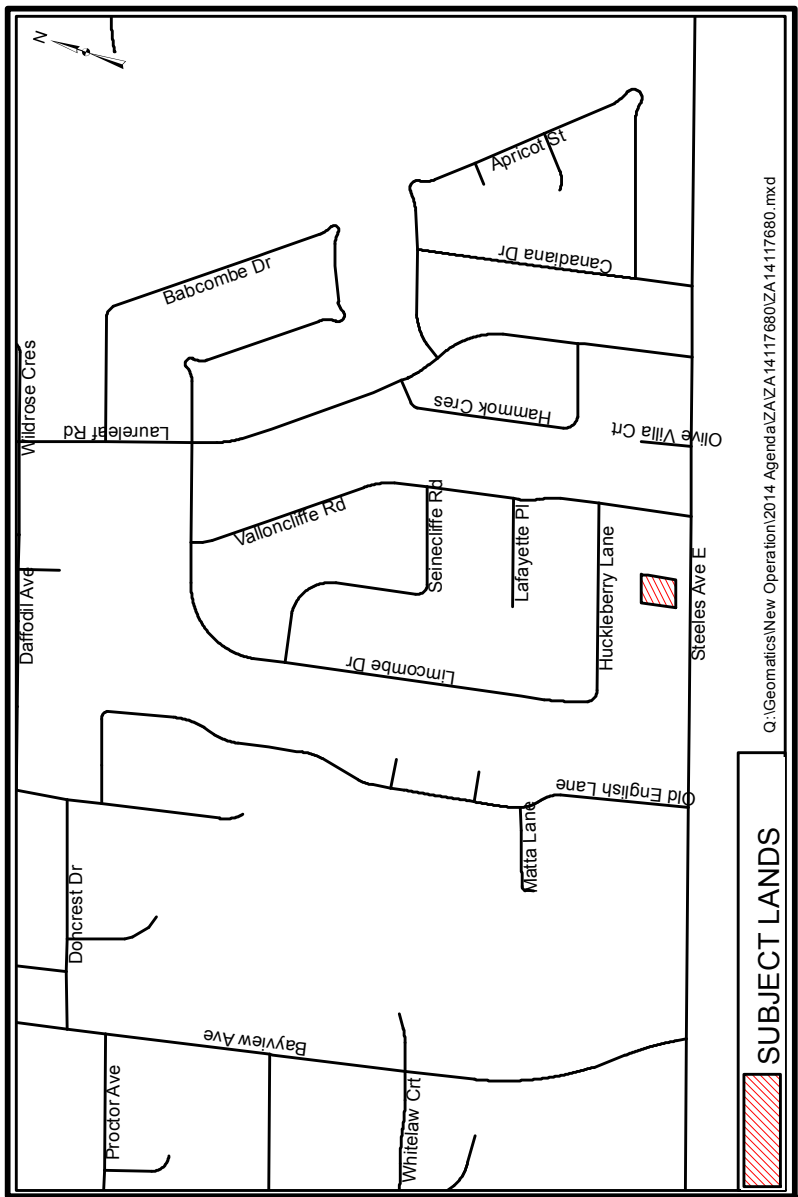 N
Apricot St
Canadiana Dr
Babcombe Dr
Wildrose Cres
Laureleaf Rd
Hammok Cres
Olive Villa Crt
Valloncliffe Rd
Seinecliffe Rd
Lafayette Pl
Huckleberry Lane
Steeles Ave E
Daffodil Ave
Limcombe Dr
Old English Lane
Matta Lane
Doncrest Dr
Bayview Ave
Proctor Ave
Whitelaw Crt
Q:\Geomatics\New Operation\2014 Agenda\ZA\ZA14117680\ZA14117680.mxd
SUBJECT LANDS